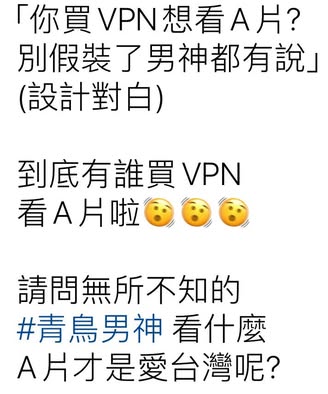 「你買VPN想看A片?
別假裝了男神都有說」
(設計對白)
到底有誰買VPN
看A片啦🫨🫨🫨
請問無所不知的
#青鳥男神 看什麼
A片才是愛台灣呢?